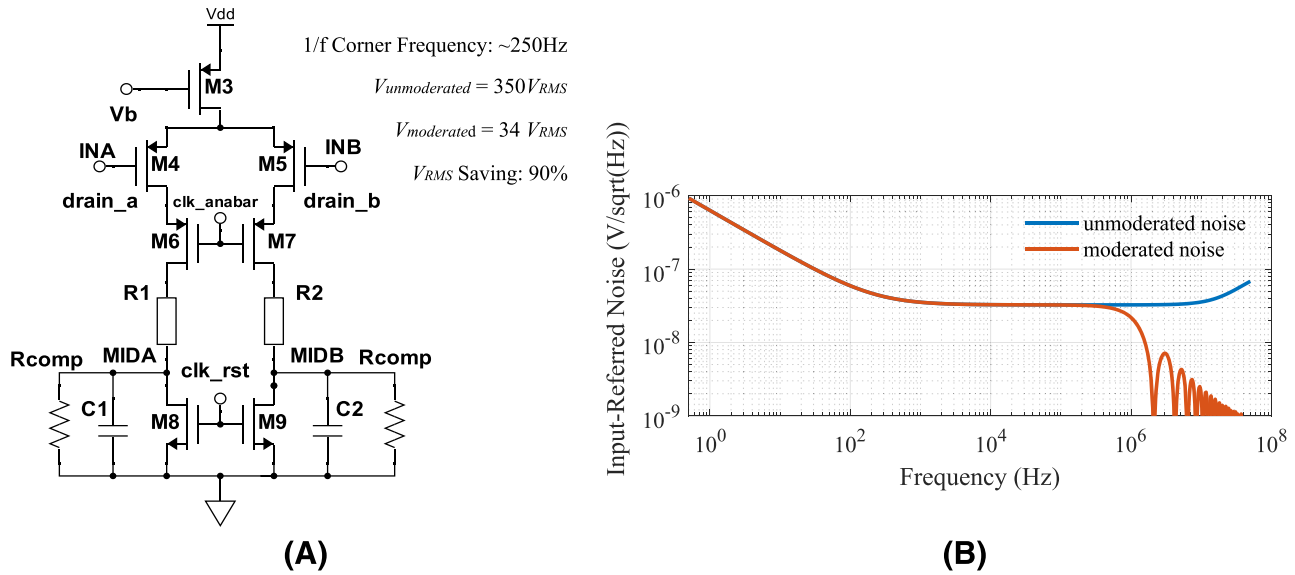 Vdd
1/f Corner Frequency: ~250Hz
M3
Vunmoderated = 350VRMS
Vb
Vmoderated = 34 VRMS
INA
M4
M5
INB
VRMS Saving: 90%
drain_a
clk_anabar
drain_b
M6
M7
R1
R2
Rcomp
MIDA
clk_rst
MIDB
Rcomp
C1
M8
M9
C2
(A)
Input-Referred Noise (V/sqrt(Hz))
10-6
10-7
10-8
10-9
unmoderated noise
moderated noise
100
102
104
106
108
Frequency (Hz)
(B)